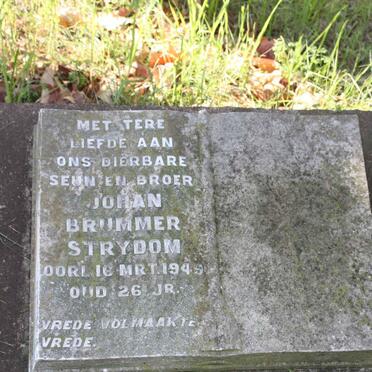 MET TERE
LIEFDE AAN
ONS DIERBARE
SEUN EN BROER
JOHAN
BRUMMER
STRYDOM
OORL. 16 MRT. 1945
OUD 26 JR.
VREDE VOLMAAKTE
VREDE.